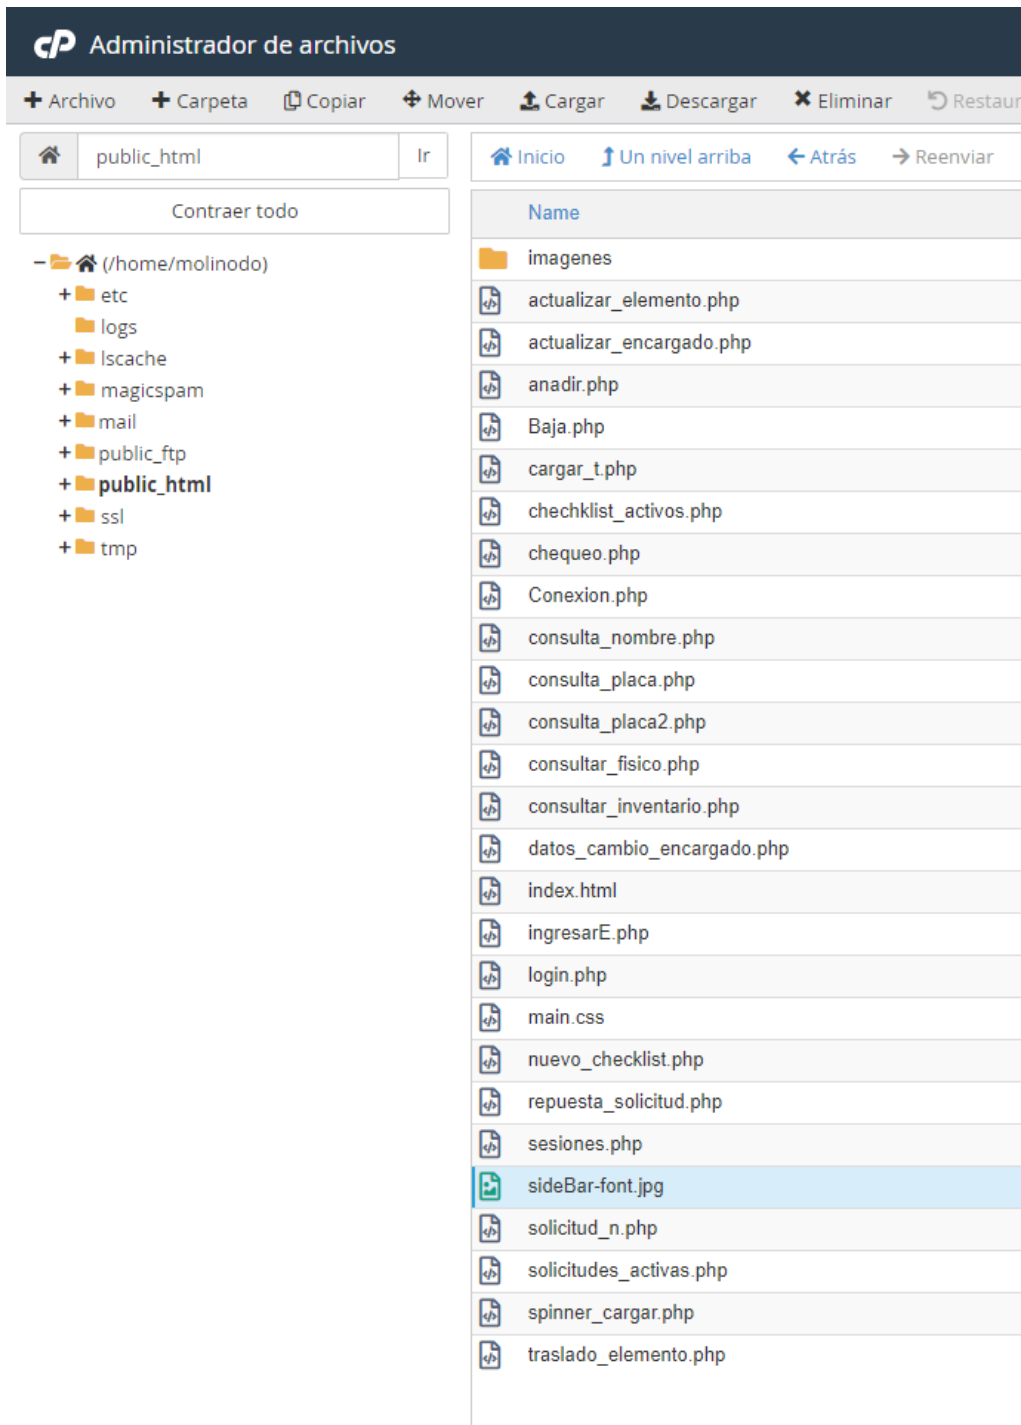 cP Administrador de archivos
Archivo Carpeta Copiar Mover Cargar Descargar Eliminar Restaur
public_html Ir
Inicio Un nivel arriba Atrás Reenviar
Contraer todo
Name
(/home/molinodo)
etc
logs
lscache
magicspam
mail
public_ftp
public_html
ssl
tmp
imagenes
actualizar_elemento.php
actualizar_encargado.php
anadir.php
Baja.php
cargar_t.php
chechklist_activos.php
chequeo.php
Conexion.php
consulta_nombre.php
consulta_placa.php
consulta_placa2.php
consultar_fisico.php
consultar_inventario.php
datos_cambio_encargado.php
index.html
ingresarE.php
login.php
main.css
nuevo_checklist.php
repuesta_solicitud.php
sesiones.php
sideBar-font.jpg
solicitud_n.php
solicitudes_activas.php
spinner_cargar.php
traslado_elemento.php